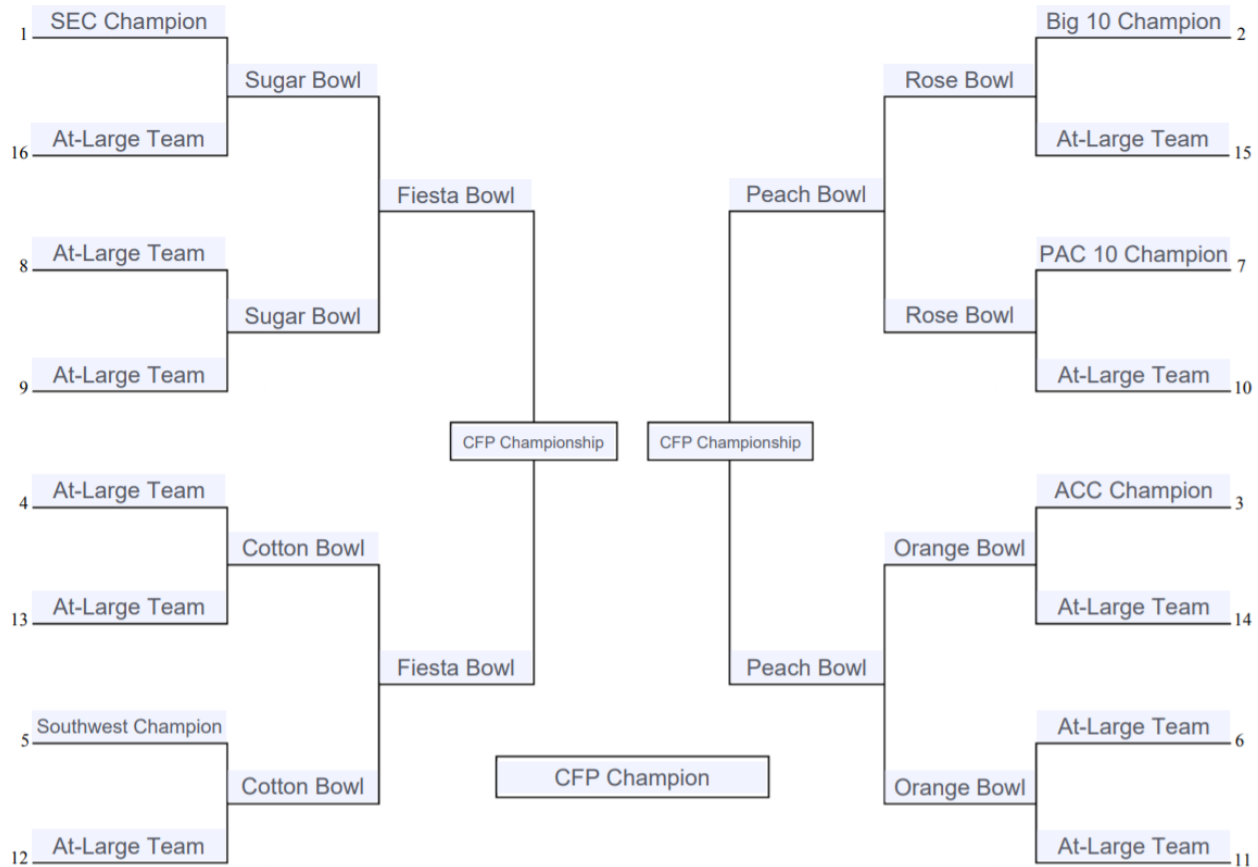 SEC Champion
1
Sugar Bowl
At-Large Team
16
Fiesta Bowl
At-Large Team
8
Sugar Bowl
At-Large Team
9
CFP Championship
At-Large Team
4
Cotton Bowl
At-Large Team
13
Fiesta Bowl
Southwest Champion
5
Cotton Bowl
At-Large Team
12
CFP Champion
Big 10 Champion
2
Rose Bowl
At-Large Team
15
Peach Bowl
PAC 10 Champion
7
Rose Bowl
At-Large Team
10
CFP Championship
ACC Champion
3
Orange Bowl
At-Large Team
14
Peach Bowl
At-Large Team
6
Orange Bowl
At-Large Team
11